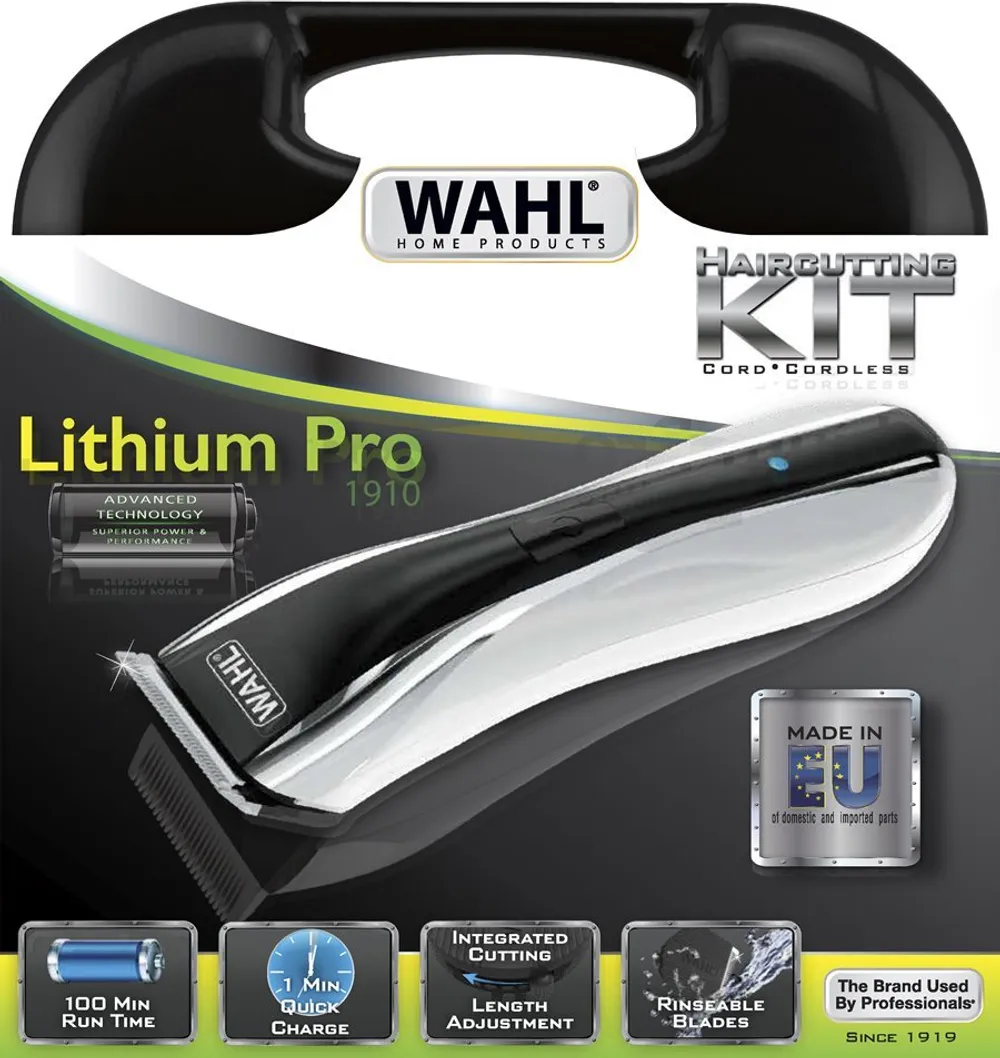 WAHL®
HOME PRODUCTS
HAIRCUTTING
KIT
CORD•CORDLESS
Lithium Pro
1910
ADVANCED
TECHNOLOGY
SUPERIOR POWER &
PERFORMANCE
WAHL®
MADE IN
EU
of domestic and imported parts
100 MIN
RUN TIME
1 MIN
QUICK
CHARGE
INTEGRATED
CUTTING
LENGTH
ADJUSTMENT
RINSEABLE
BLADES
The Brand Used
By Professionals®
SINCE 1919